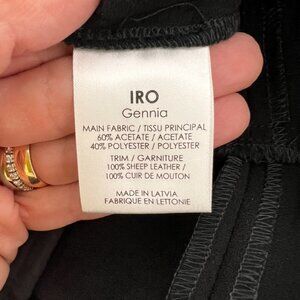 IRO
Gennia
MAIN FABRIC / TISSU PRINCIPAL
60% ACETATE / ACETATE
40% POLYESTER / POLYESTER
TRIM / GARNITURE
100% SHEEP LEATHER /
100% CUIR DE MOUTON
MADE IN LATVIA
FABRIQUE EN LETTONIE